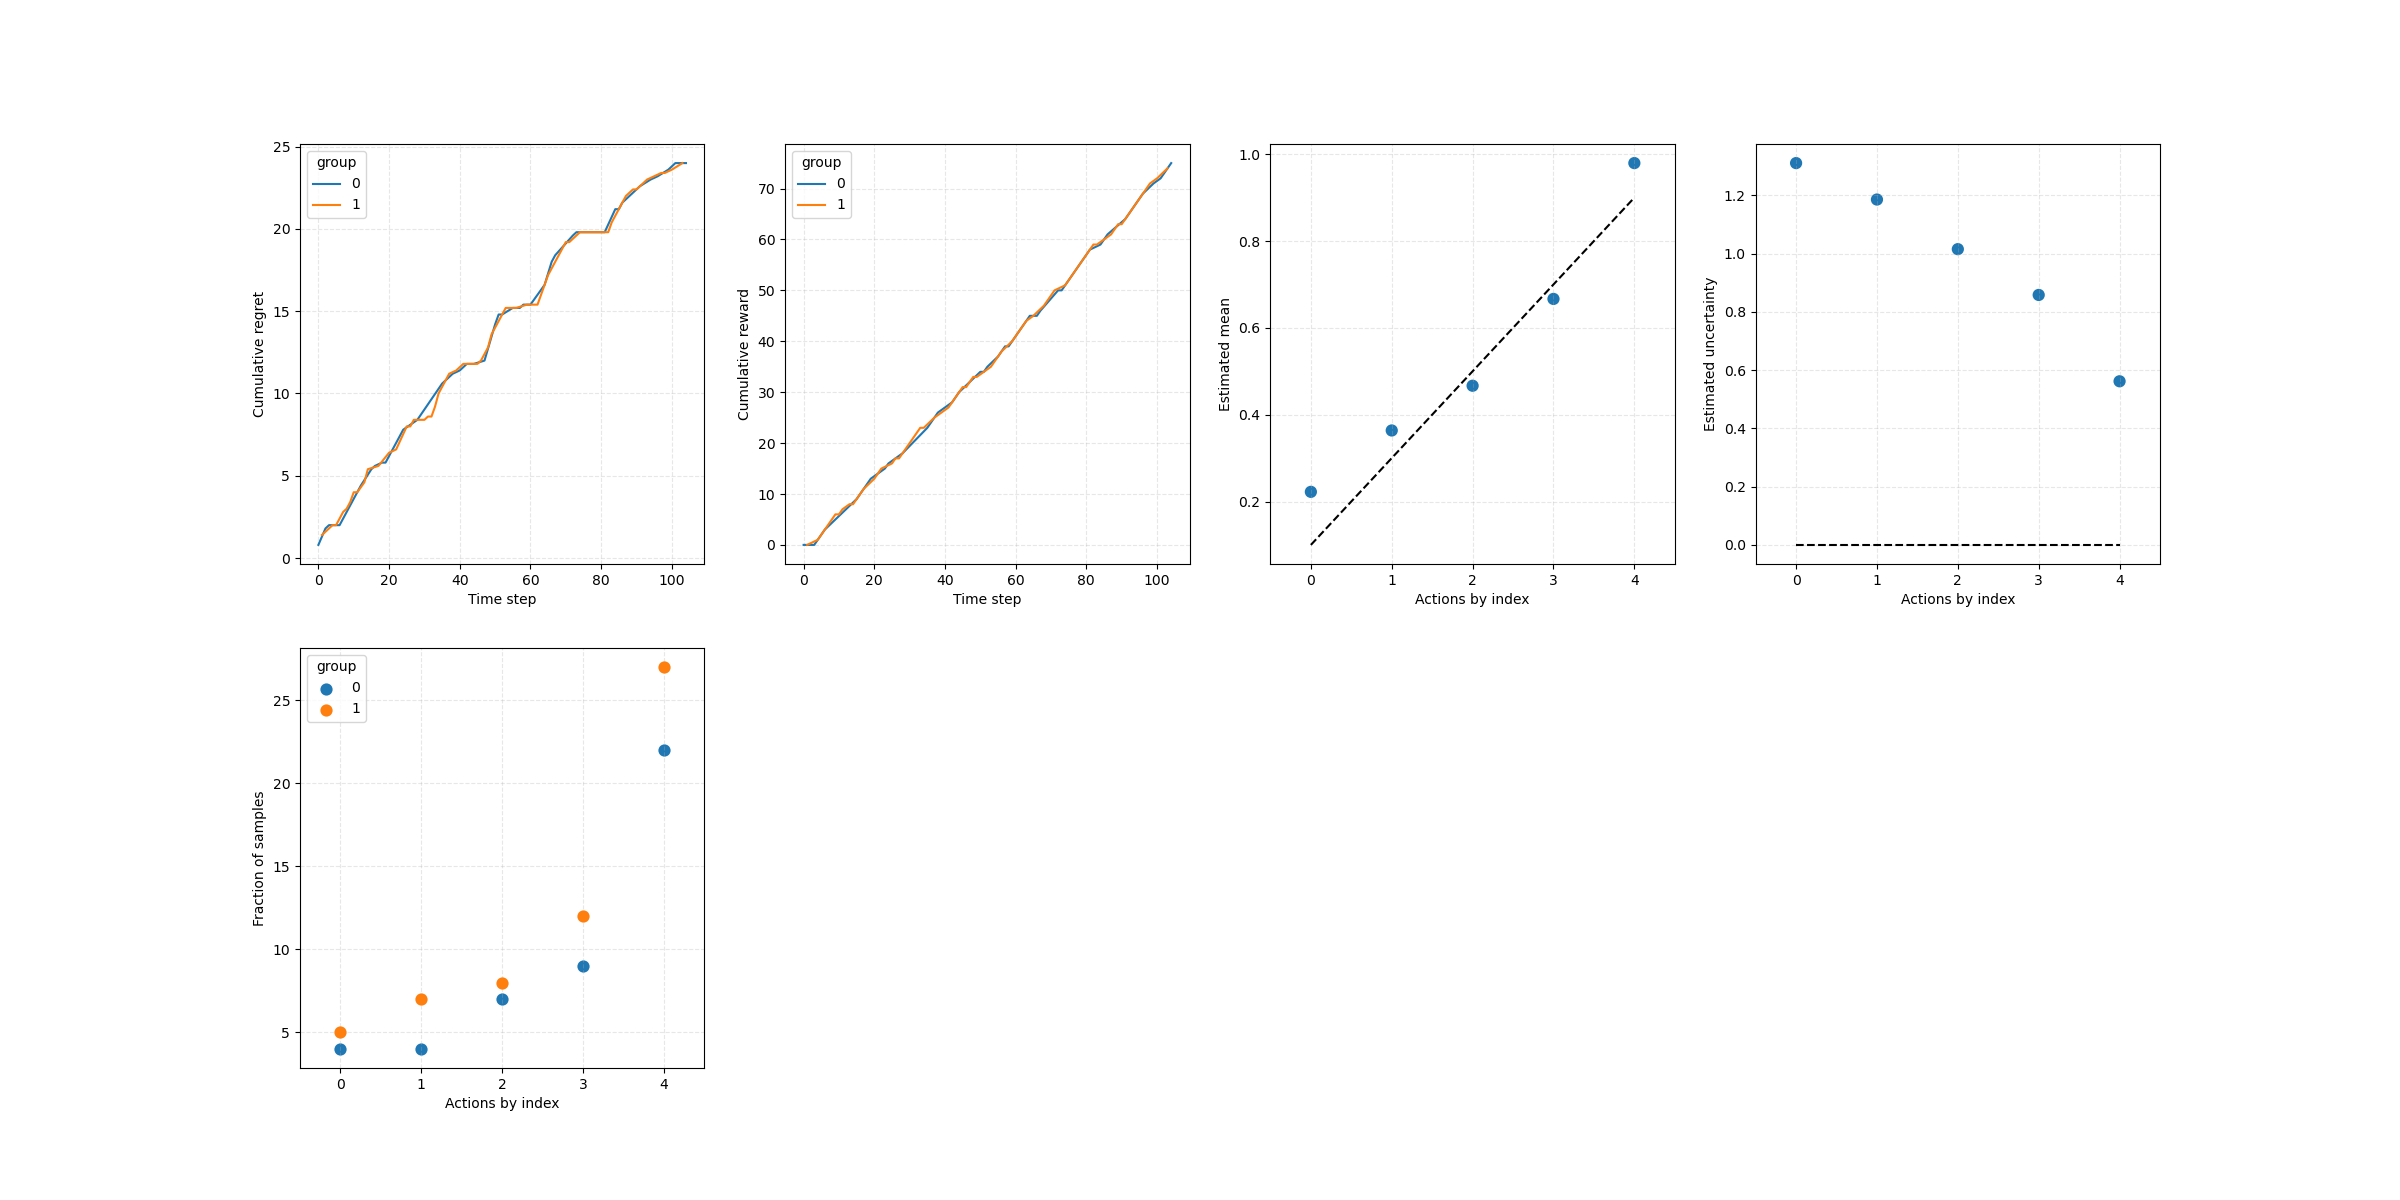 group
0
1
25
20
15
10
5
0
Cumulative regret
0 20 40 60 80 100
Time step
group
0
1
70
60
50
40
30
20
10
0
Cumulative reward
0 20 40 60 80 100
Time step
1.0
0.8
0.6
0.4
0.2
Estimated mean
0 1 2 3 4
Actions by index
1.2
1.0
0.8
0.6
0.4
0.2
0.0
Estimated uncertainty
0 1 2 3 4
Actions by index
group
0
1
25
20
15
10
5
Fraction of samples
0 1 2 3 4
Actions by index